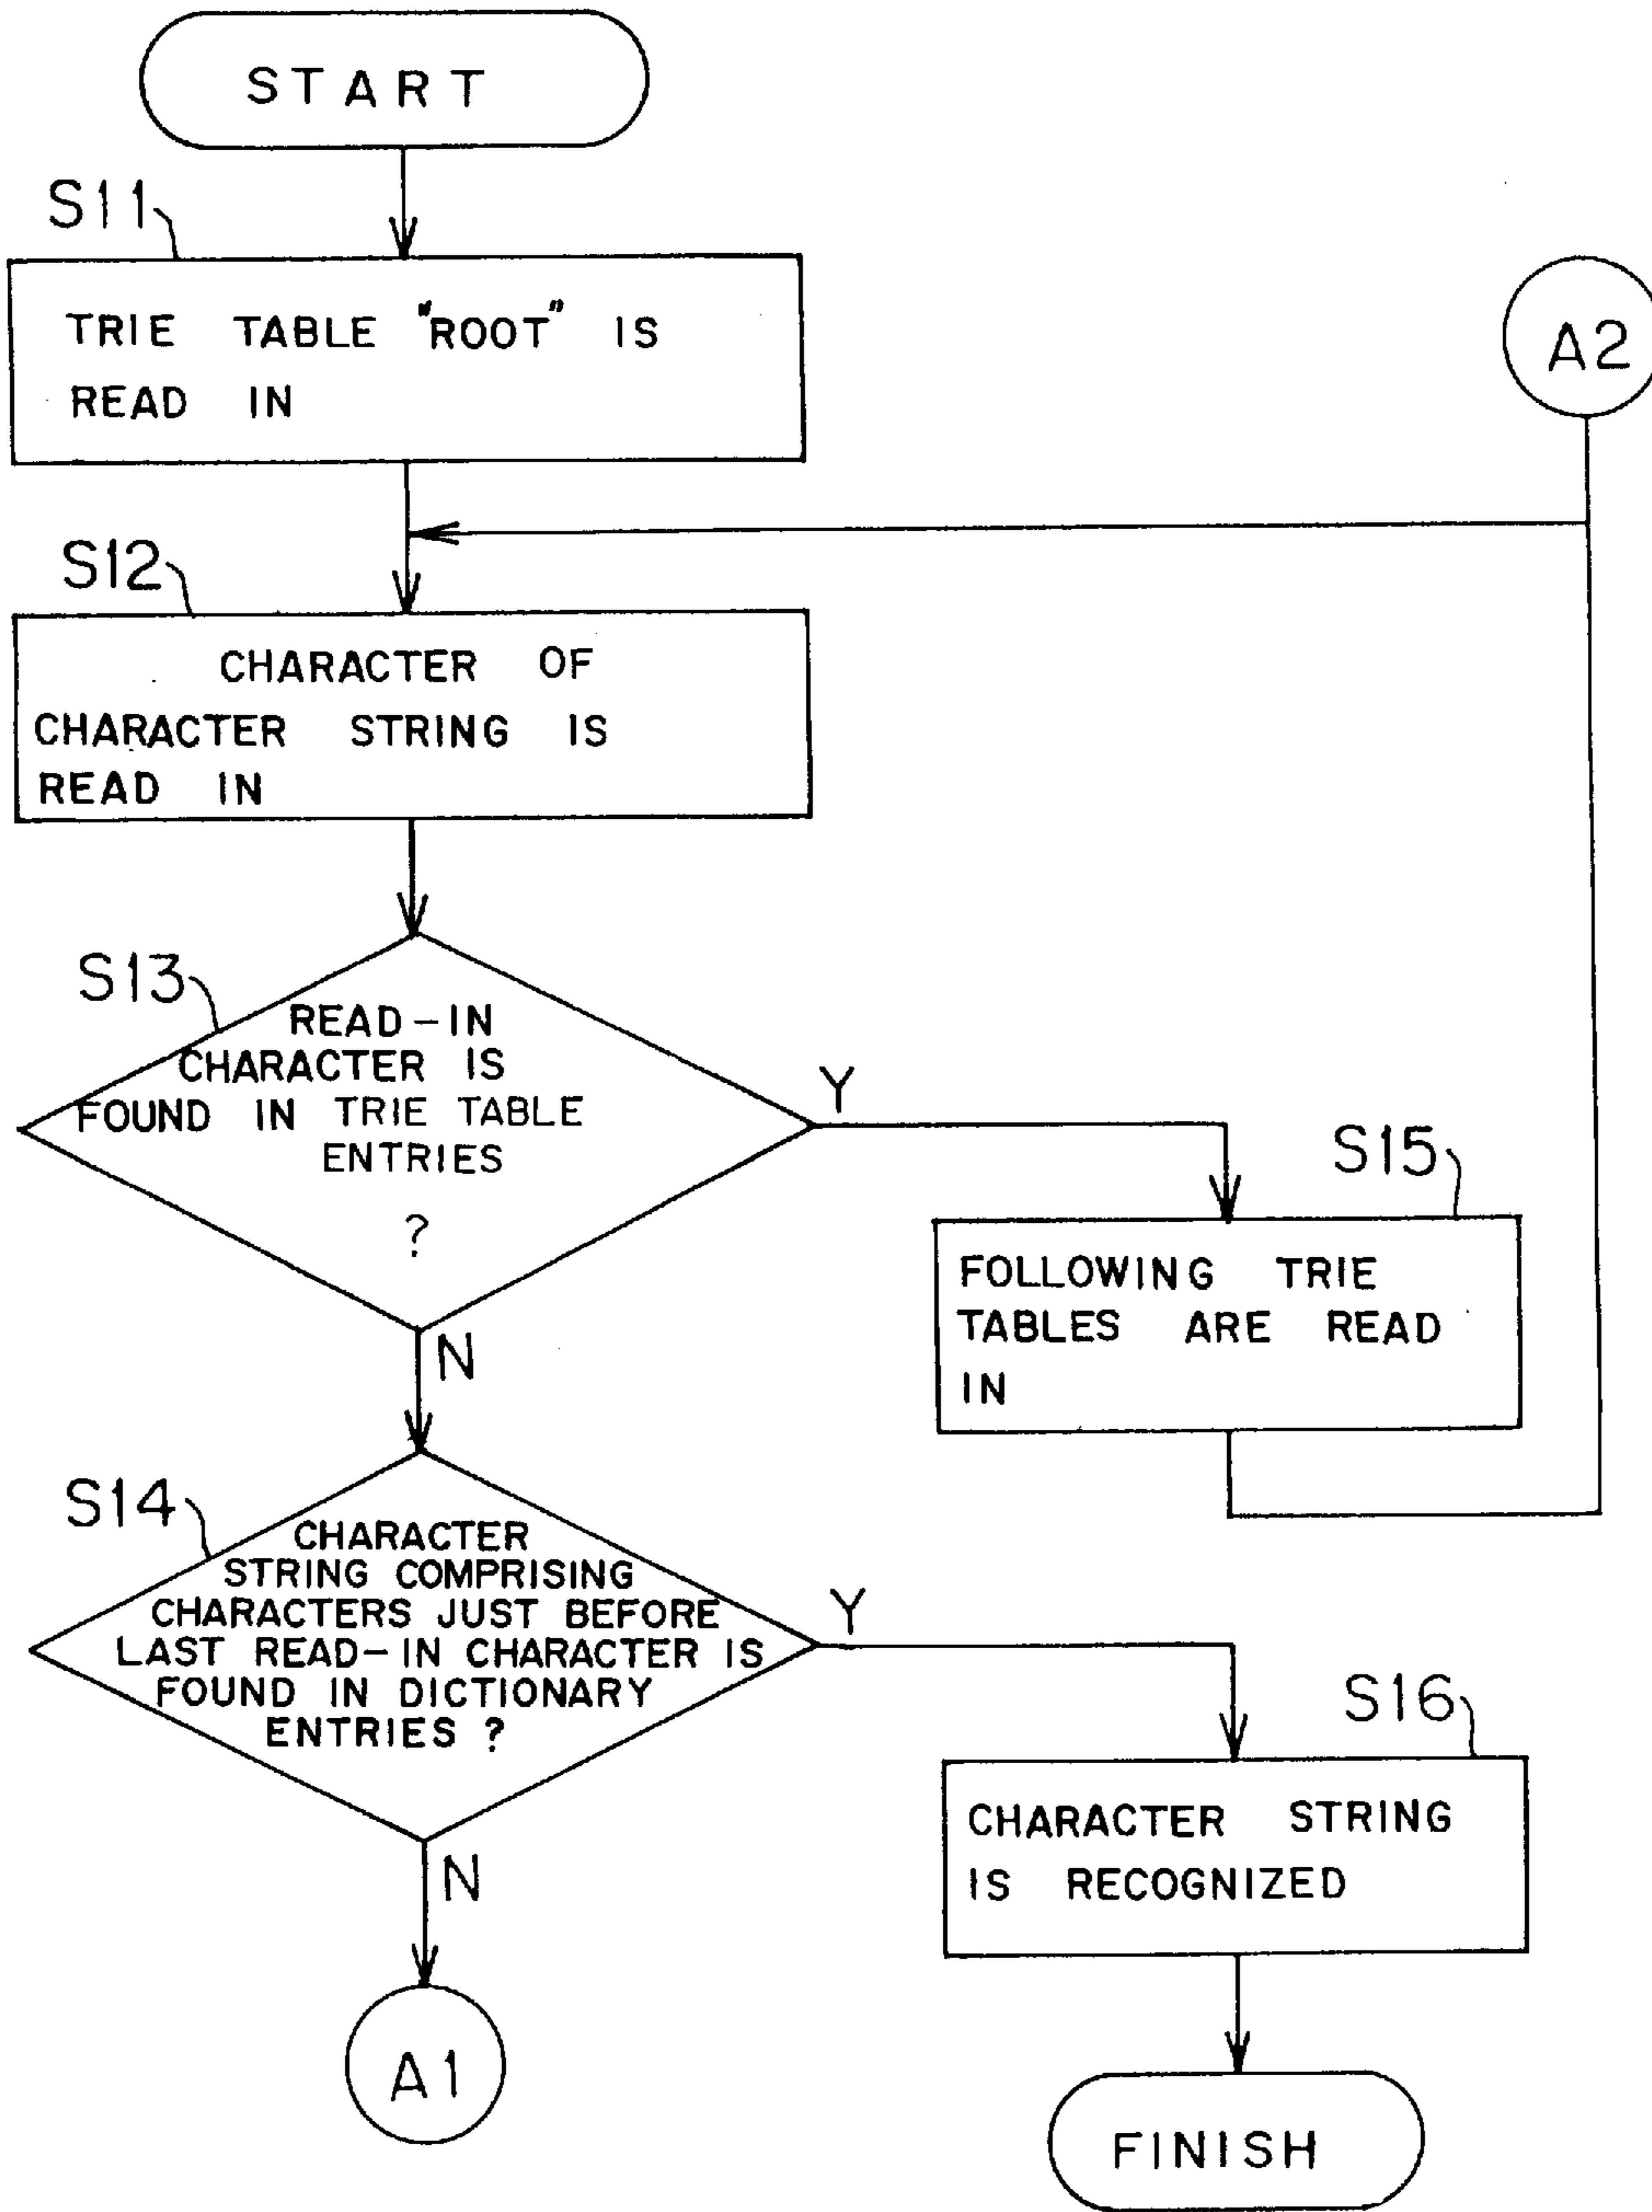 START
S11
TRIE TABLE "ROOT" IS
READ IN
A2
S12
CHARACTER OF
CHARACTER STRING IS
READ IN
S13
READ-IN
CHARACTER IS
FOUND IN TRIE TABLE
ENTRIES
?
Y
N
S15
FOLLOWING TRIE
TABLES ARE READ
IN
S14
CHARACTER
STRING COMPRISING
CHARACTERS JUST BEFORE
LAST READ-IN CHARACTER IS
FOUND IN DICTIONARY
ENTRIES ?
Y
N
S16
CHARACTER STRING
IS RECOGNIZED
A1
FINISH